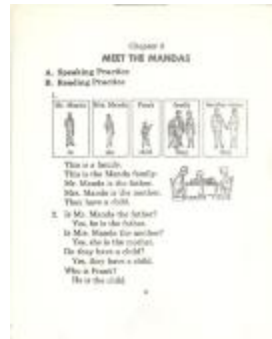 Chapter 6
MEET THE MANDAS
A. Speaking Practice
B. Reading Practice
1.
Mr. Manda Mrs. Manda Frank family
he she
This is a family.
This is the Manda family.
Mr. Manda is the father.
Mrs. Manda is the mother.
They have a child.
2. Is Mr. Manda the father?
Yes, he is the father.
Is Mrs. Manda the mother?
Yes, she is the mother.
Do they have a child?
Yes, they have a child.
Who is Frank?
He is the child.